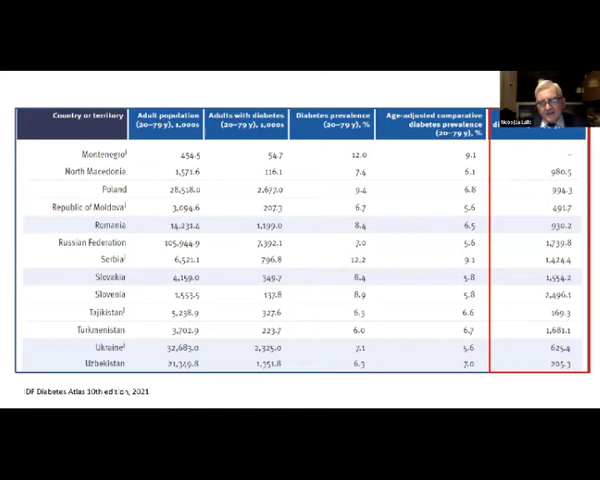 Nebojsa Lalic
Country or territory Adult population (20–79 y), 1,000s Adults with diabetes (20–79 y), 1,000s Diabetes prevalence (20–79 y), % Age-adjusted comparative diabetes prevalence (20–79 y), %
Montenegroⁱ 454.5 54.7 12.0 9.1 –
North Macedonia 1,571.6 116.1 7.4 6.1 980.5
Poland 28,518.0 2,677.0 9.4 6.8 994.3
Republic of Moldovaⁱ 3,094.6 207.3 6.7 5.6 491.7
Romania 14,231.4 1,199.0 8.4 6.5 930.2
Russian Federation 105,944.9 7,392.1 7.0 5.6 1,739.8
Serbiaⁱ 6,521.1 796.8 12.2 9.1 1,424.4
Slovakia 4,159.0 349.7 8.4 5.8 1,554.2
Slovenia 1,553.5 137.8 8.9 5.8 2,496.1
Tajikistanⁱ 5,238.9 327.6 6.3 6.6 169.3
Turkmenistan 3,702.9 223.7 6.0 6.7 1,681.1
Ukraineⁱ 32,683.0 2,325.0 7.1 5.6 625.4
Uzbekistan 21,349.8 1,351.8 6.3 7.0 205.3
IDF Diabetes Atlas 10th edition, 2021